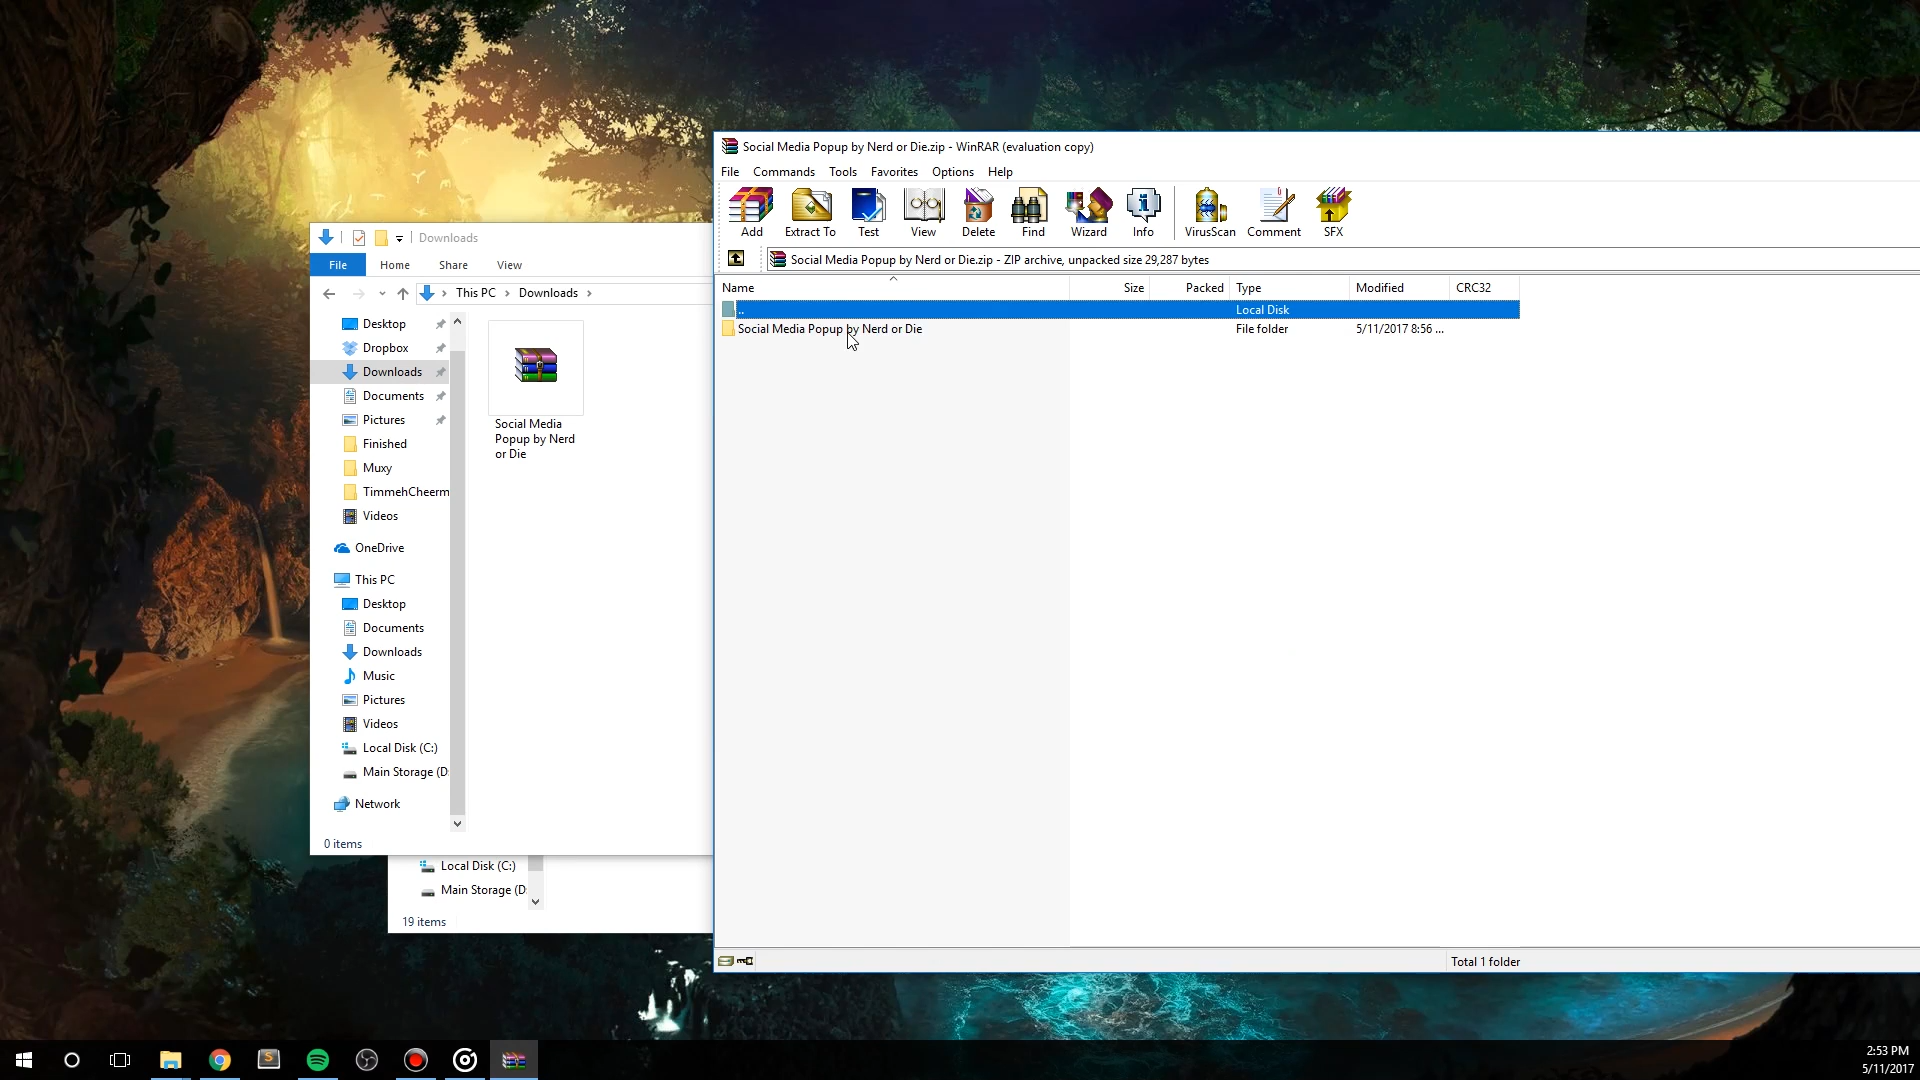 Social Media Popup by Nerd or Die.zip - WinRAR (evaluation copy)
File Commands Tools Favorites Options Help
Add Extract To Test View Delete Find Wizard Info VirusScan Comment SFX
Social Media Popup by Nerd or Die.zip - ZIP archive, unpacked size 29,287 bytes
Name Size Packed Type Modified CRC32
.. Local Disk
Social Media Popup by Nerd or Die File folder 5/11/2017 8:56 ...
Total 1 folder
Downloads
File Home Share View
This PC Downloads
Desktop
Dropbox
Downloads
Documents
Pictures
Finished
Muxy
TimmehCheerm
Videos
OneDrive
This PC
Desktop
Documents
Downloads
Music
Pictures
Videos
Local Disk (C:)
Main Storage (D:
Network
0 items
Social Media
Popup by Nerd
or Die
Local Disk (C:)
Main Storage (D:
19 items
2:53 PM
5/11/2017